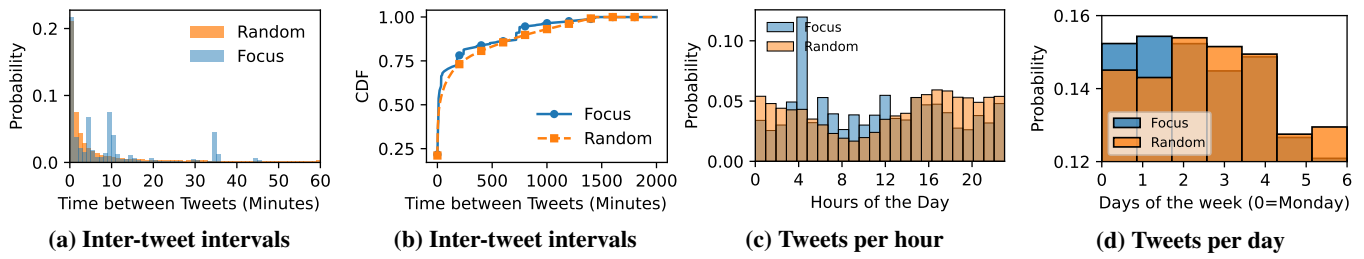 Probability
0.2
0.1
0.0
0 10 20 30 40 50 60
Time between Tweets (Minutes)
Random
Focus
(a) Inter-tweet intervals
CDF
1.00
0.75
0.50
0.25
0 500 1000 1500 2000
Time between Tweets (Minutes)
Focus
Random
(b) Inter-tweet intervals
Probability
0.10
0.05
0.00
0 4 8 12 16 20
Hours of the Day
Focus
Random
(c) Tweets per hour
Probability
0.16
0.14
0.12
0 1 2 3 4 5 6
Days of the week (0=Monday)
Focus
Random
(d) Tweets per day